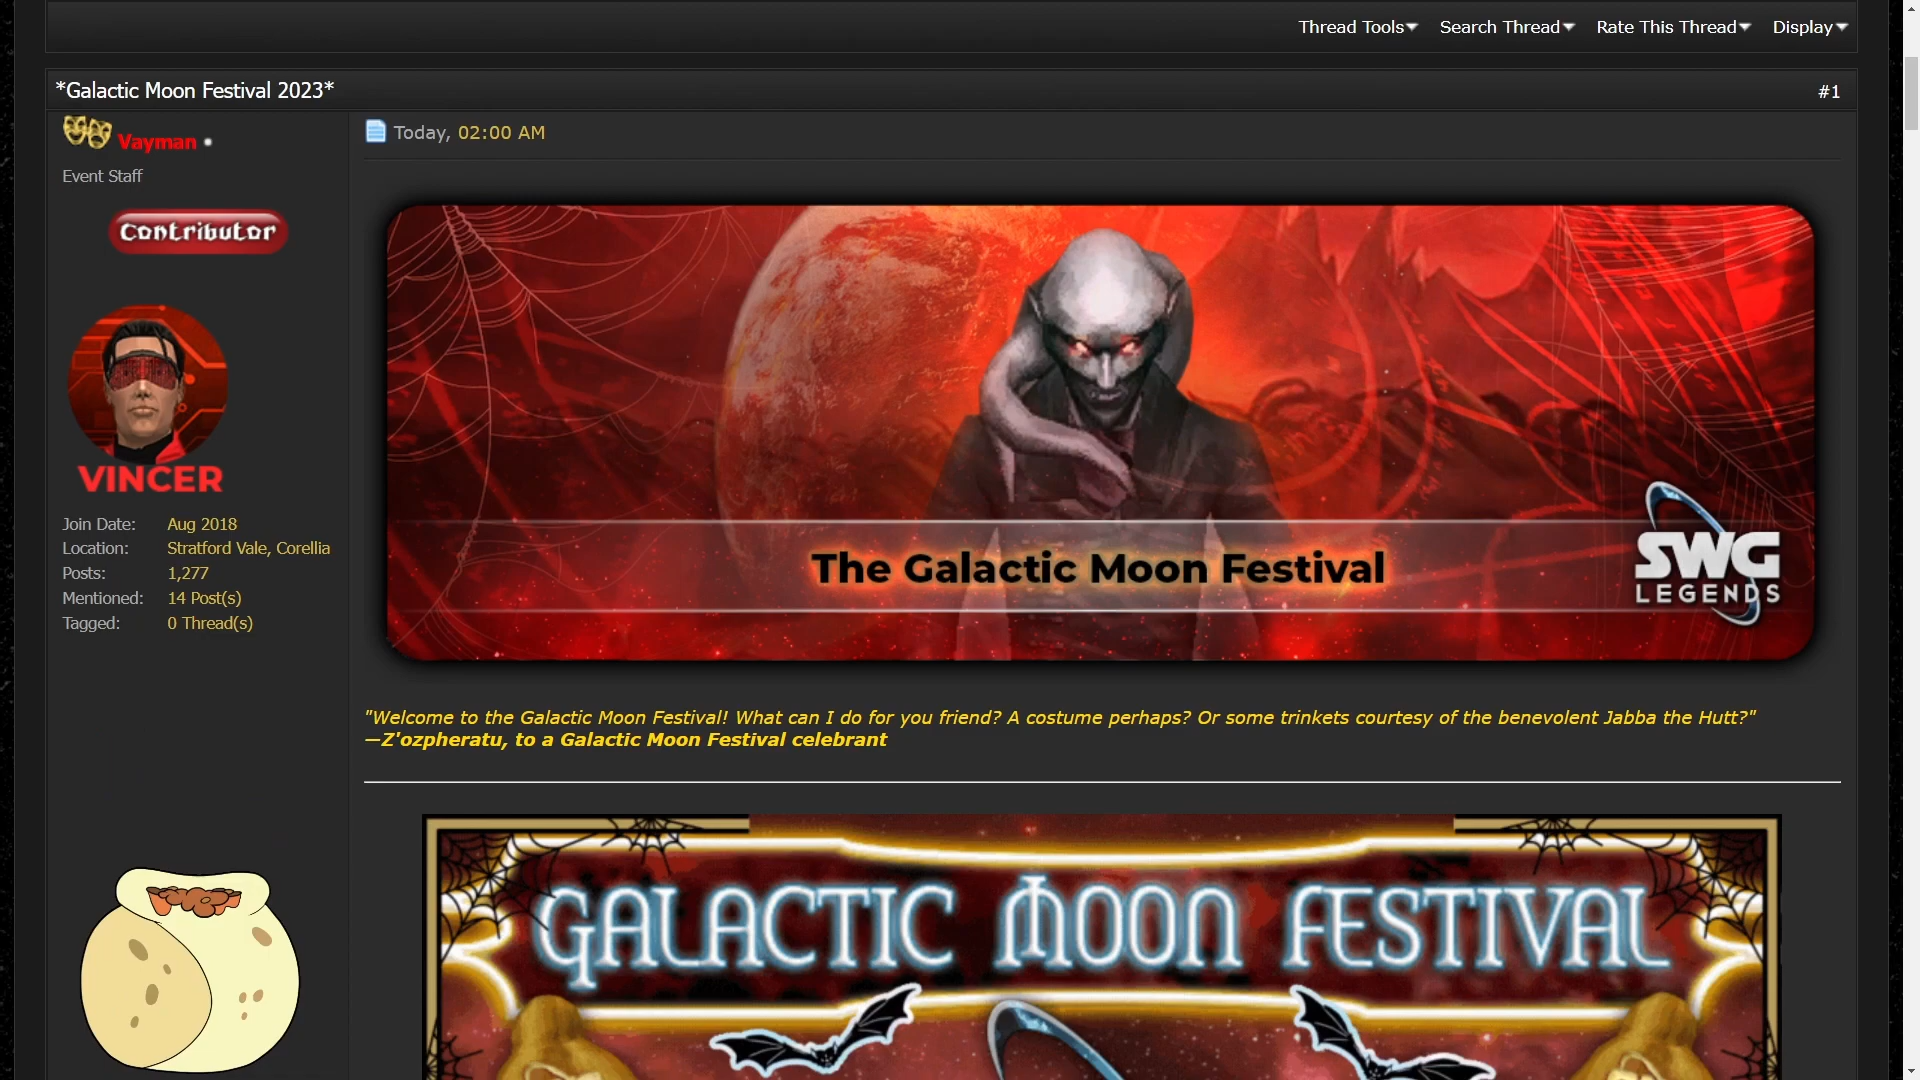 Thread Tools Search Thread Rate This Thread Display
*Galactic Moon Festival 2023* #1
Vayman
Event Staff
Contributor
VINCER
Join Date: Aug 2018
Location: Stratford Vale, Corellia
Posts: 1,277
Mentioned: 14 Post(s)
Tagged: 0 Thread(s)
Today, 02:00 AM
The Galactic Moon Festival
SWG
LEGENDS
"Welcome to the Galactic Moon Festival! What can I do for you friend? A costume perhaps? Or some trinkets courtesy of the benevolent Jabba the Hutt?"
—Z'ozpheratu, to a Galactic Moon Festival celebrant
GALACTIC MOON FESTIVAL